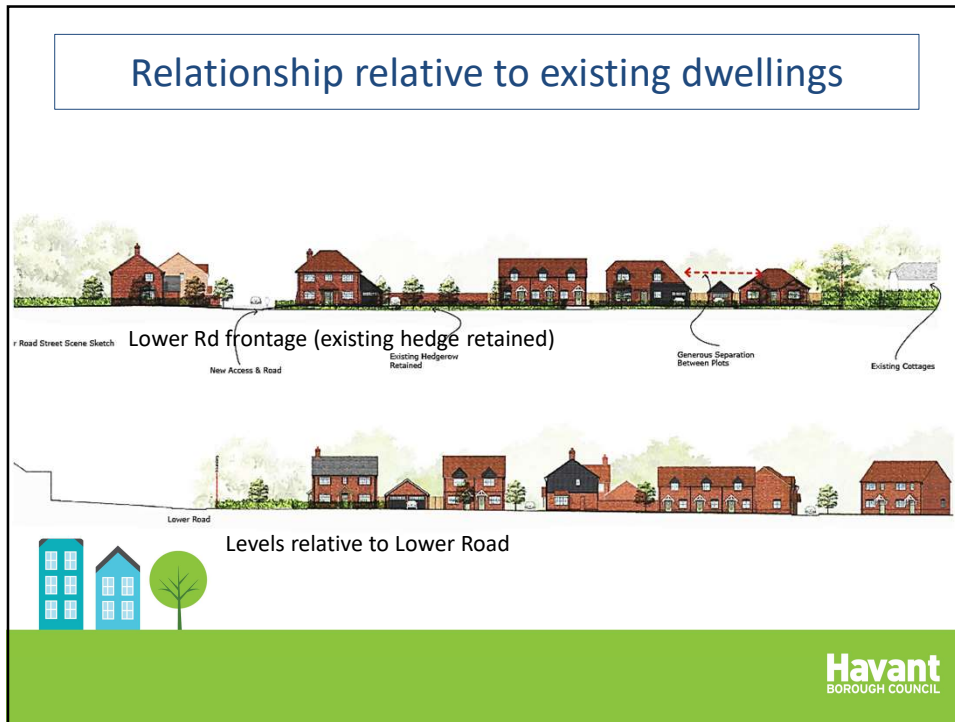 Relationship relative to existing dwellings
r Road Street Scene Sketch
Lower Rd frontage (existing hedge retained)
New Access & Road
Existing Hedgerow
Retained
Generous Separation
Between Plots
Existing Cottages
Lower Road
Levels relative to Lower Road
Havant
BOROUGH COUNCIL